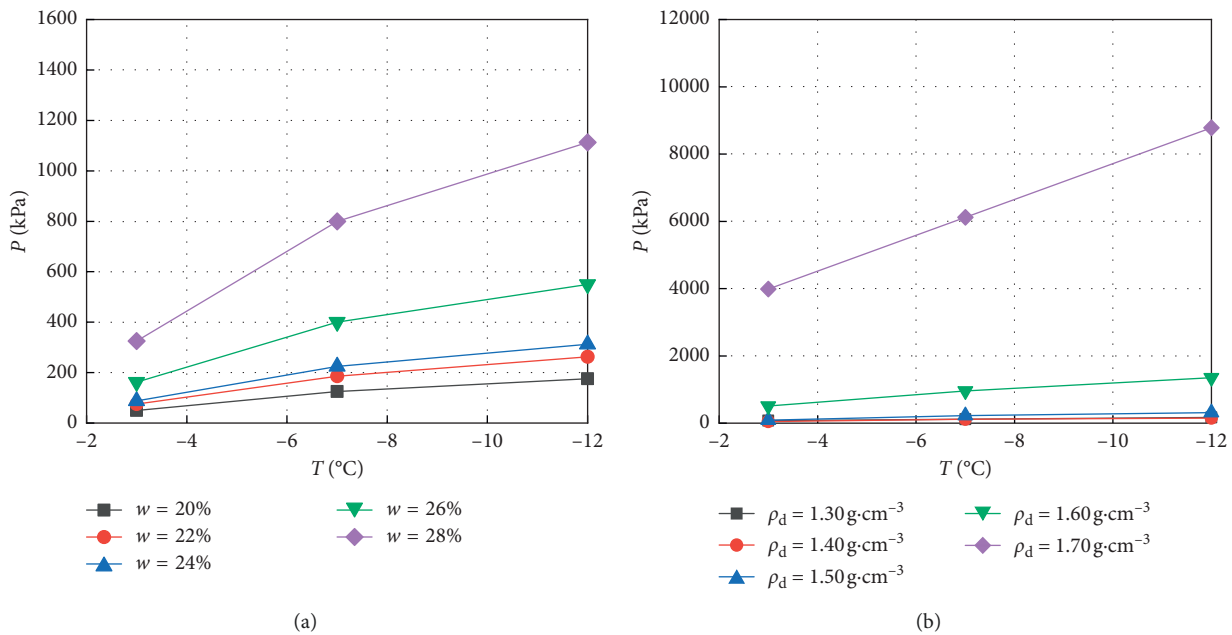 1600
1400
1200
1000
800
600
400
200
0
P (kPa)
−2
−4
−6
−8
−10
−12
T (°C)
w = 20%
w = 22%
w = 24%
w = 26%
w = 28%
(a)
12000
10000
8000
6000
4000
2000
0
P (kPa)
−2
−4
−6
−8
−10
−12
T (°C)
ρd = 1.30 g·cm−3
ρd = 1.40 g·cm−3
ρd = 1.50 g·cm−3
ρd = 1.60 g·cm−3
ρd = 1.70 g·cm−3
(b)